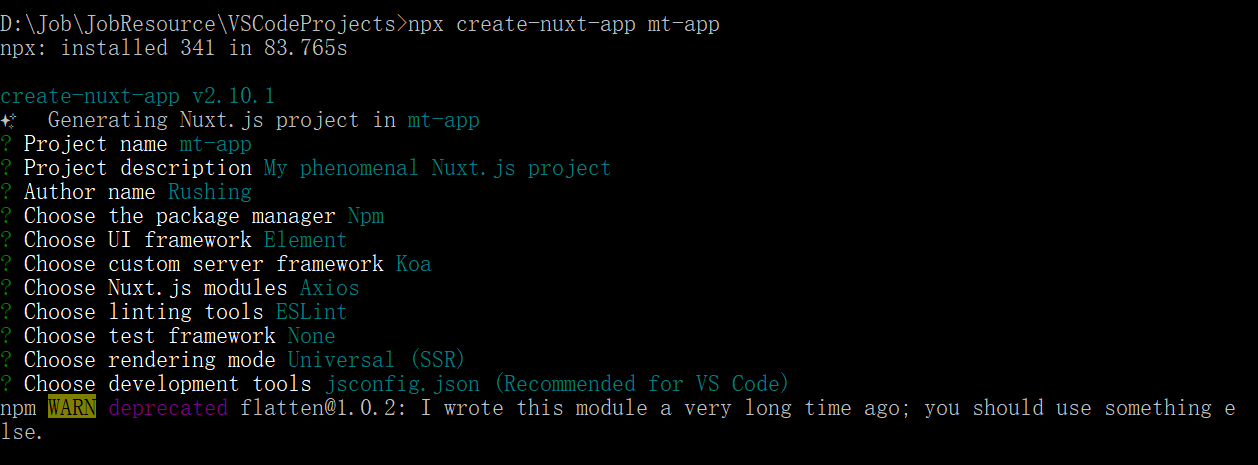 D:\Job\JobResource\VSCodeProjects>npx create-nuxt-app mt-app
npx: installed 341 in 83.765s
create-nuxt-app v2.10.1
✨  Generating Nuxt.js project in mt-app
? Project name mt-app
? Project description My phenomenal Nuxt.js project
? Author name Rushing
? Choose the package manager Npm
? Choose UI framework Element
? Choose custom server framework Koa
? Choose Nuxt.js modules Axios
? Choose linting tools ESLint
? Choose test framework None
? Choose rendering mode Universal (SSR)
? Choose development tools jsconfig.json (Recommended for VS Code)
npm WARN deprecated flatten@1.0.2: I wrote this module a very long time ago; you should use something e
lse.